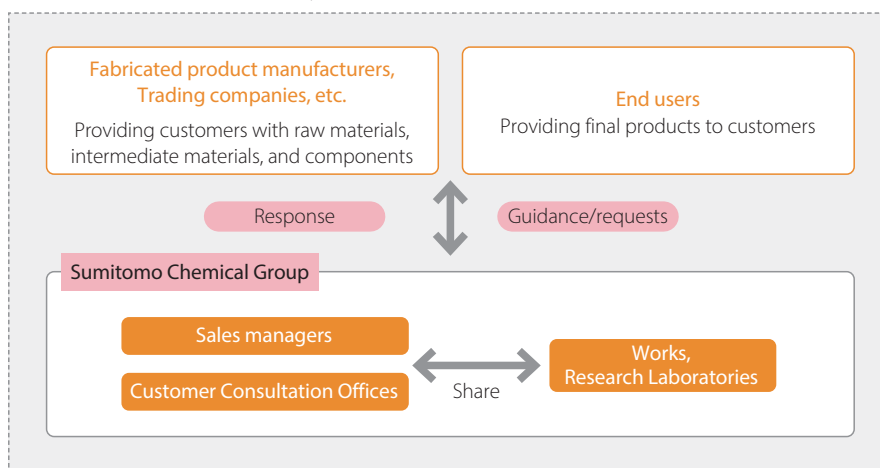 Fabricated product manufacturers,
Trading companies, etc.
Providing customers with raw materials,
intermediate materials, and components
End users
Providing final products to customers
Response
Guidance/requests
Sumitomo Chemical Group
Sales managers
Customer Consultation Offices
Share
Works,
Research Laboratories